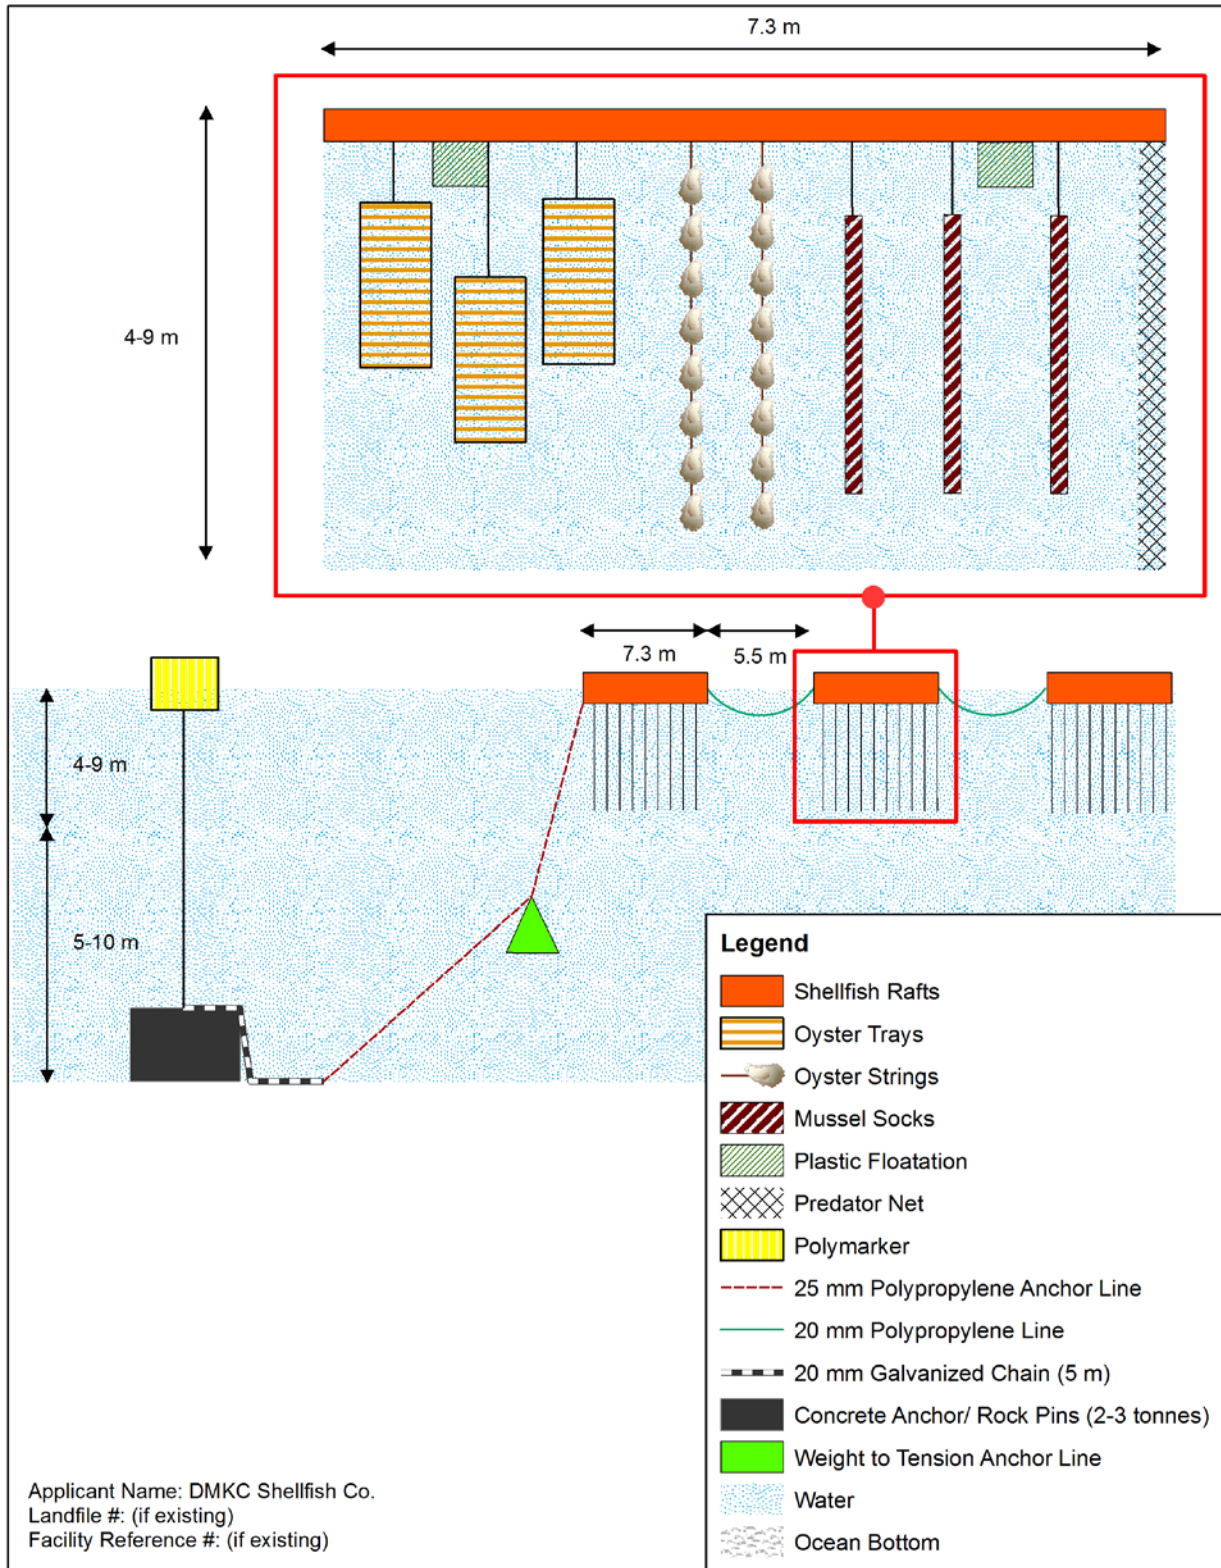 7.3 m
4-9 m
7.3 m
5.5 m
4-9 m
5-10 m
Legend
Shellfish Rafts
Oyster Trays
Oyster Strings
Mussel Socks
Plastic Floatation
Predator Net
Polymarker
25 mm Polypropylene Anchor Line
20 mm Polypropylene Line
20 mm Galvanized Chain (5 m)
Concrete Anchor/ Rock Pins (2-3 tonnes)
Weight to Tension Anchor Line
Water
Ocean Bottom
Applicant Name: DMKC Shellfish Co.
Landfile #: (if existing)
Facility Reference #: (if existing)